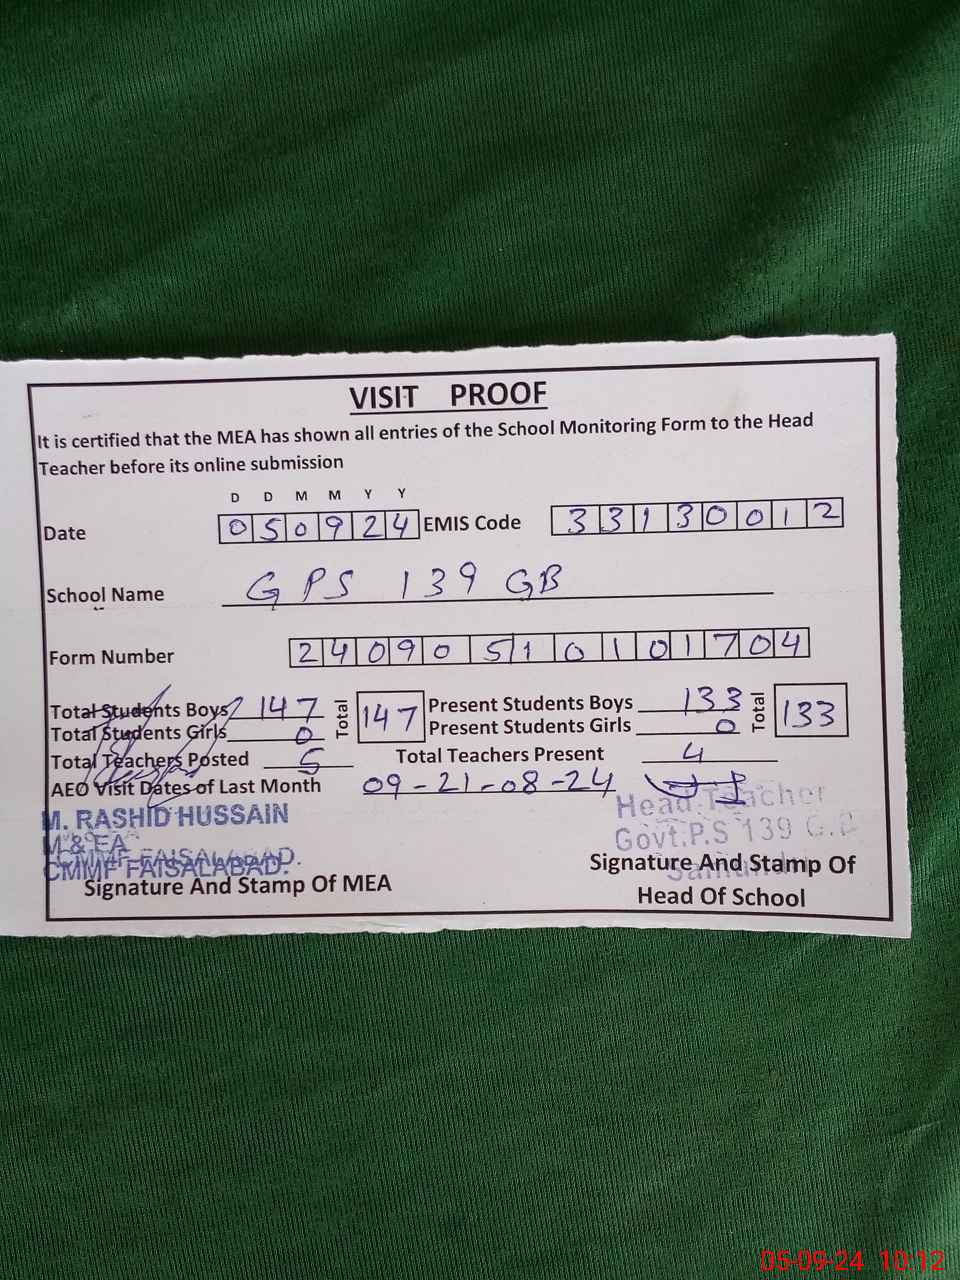 VISIT PROOF
It is certified that the MEA has shown all entries of the School Monitoring Form to the Head
Teacher before its online submission
D D M M Y Y
Date 050924 EMIS Code 33130012
School Name GPS 139 GB
Form Number 24090510101704
Total Students Boys 147 Total 147 Present Students Boys 133 Total 133
Total Students Girls 0 Present Students Girls 0
Total Teachers Posted 5 Total Teachers Present 4
AEO Visit Dates of Last Month 09-21-08-24
M. RASHID HUSSAIN
M & EA
CMMF FAISALABAD.
Signature And Stamp Of MEA
Head Teacher
Govt.P.S 139 G.B
Samundri
Signature And Stamp Of
Head Of School
05-09-24 10:12